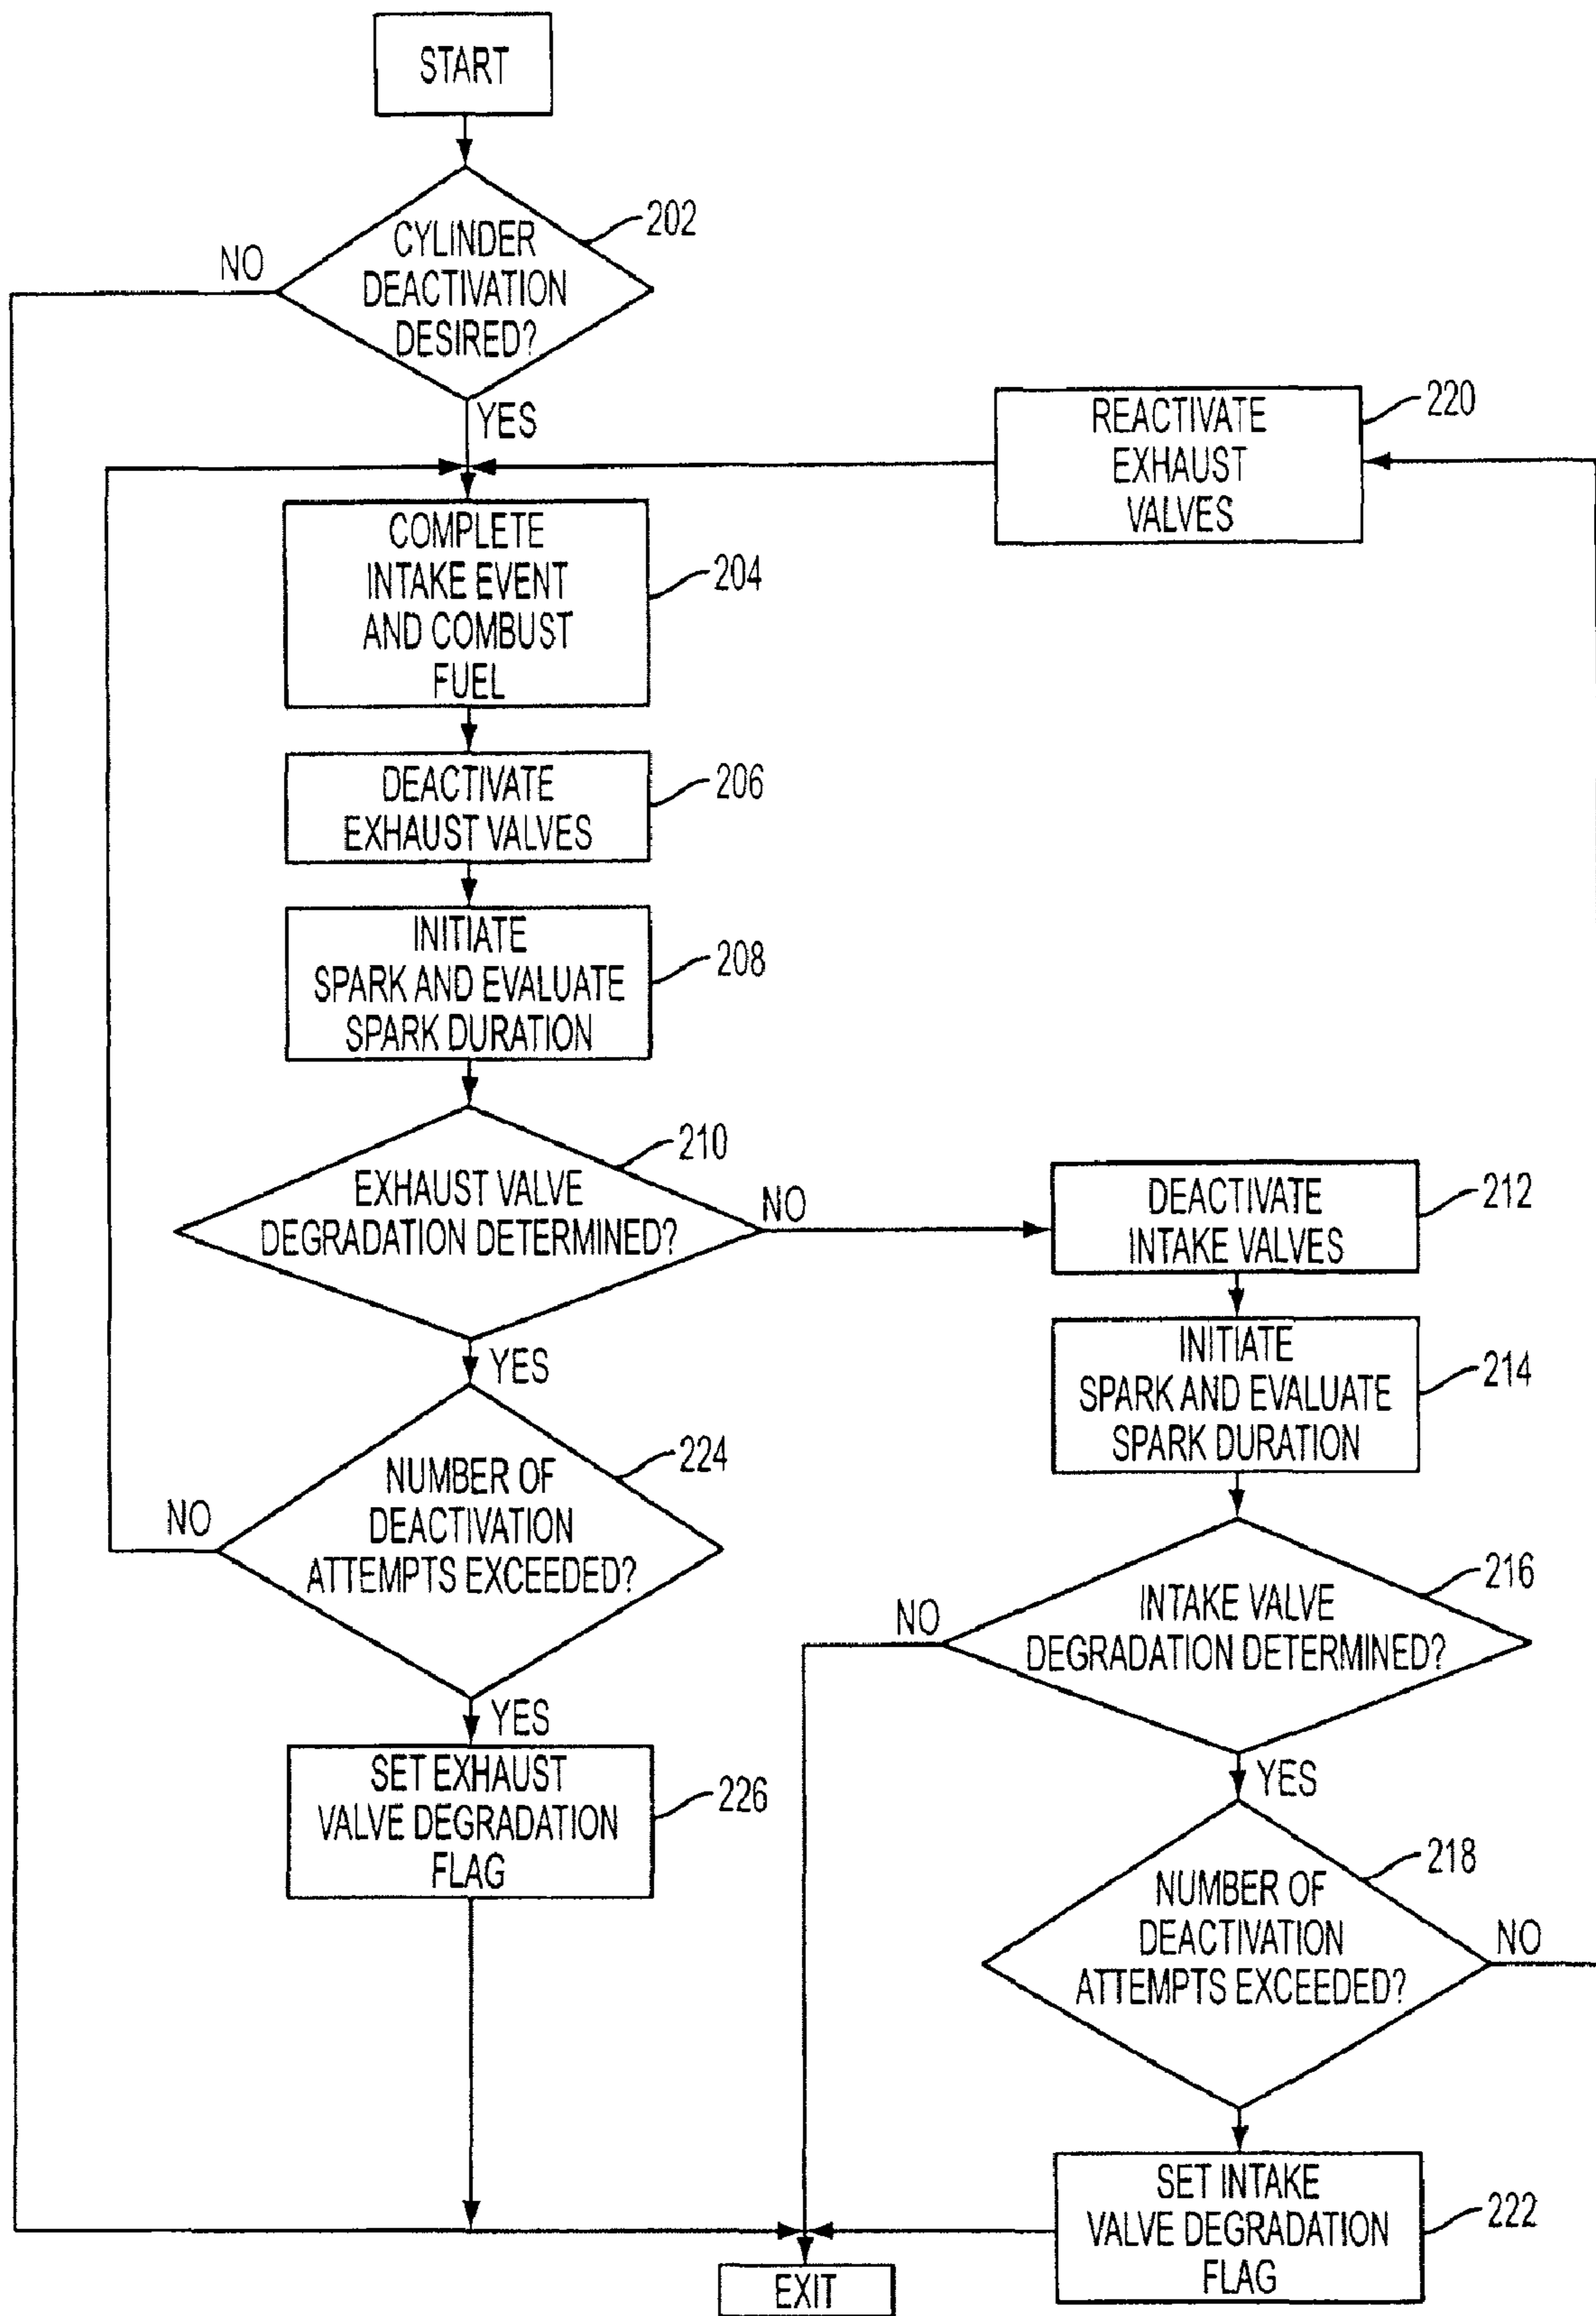 START
CYLINDER
DEACTIVATION
DESIRED?
202
NO
YES
REACTIVATE
EXHAUST
VALVES
220
COMPLETE
INTAKE EVENT
AND COMBUST
FUEL
204
DEACTIVATE
EXHAUST VALVES
206
INITIATE
SPARK AND EVALUATE
SPARK DURATION
208
EXHAUST VALVE
DEGRADATION DETERMINED?
210
NO
YES
DEACTIVATE
INTAKE VALVES
212
INITIATE
SPARK AND EVALUATE
SPARK DURATION
214
NUMBER OF
DEACTIVATION
ATTEMPTS EXCEEDED?
224
NO
YES
INTAKE VALVE
DEGRADATION DETERMINED?
216
NO
YES
SET EXHAUST
VALVE DEGRADATION
FLAG
226
NUMBER OF
DEACTIVATION
ATTEMPTS EXCEEDED?
218
NO
SET INTAKE
VALVE DEGRADATION
FLAG
222
EXIT